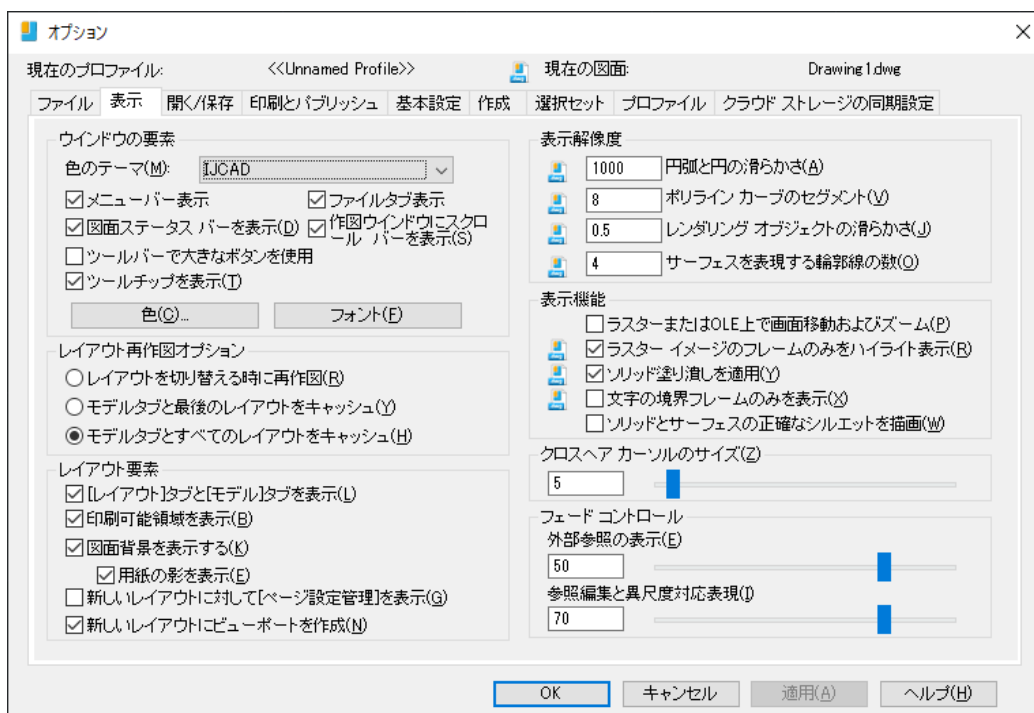 オプション
現在のプロファイル: <<Unnamed Profile>> 現在の図面: Drawing1.dwg
ファイル 表示 開く/保存 印刷とパブリッシュ 基本設定 作成 選択セット プロファイル クラウド ストレージの同期設定
ウインドウの要素
色のテーマ(M): IJCAD
メニューバー表示 ファイルタブ表示
図面ステータス バーを表示(D) 作図ウインドウにスクロ
ール バーを表示(S)
ツールバーで大きなボタンを使用
ツールチップを表示(T)
色(C)... フォント(F)
レイアウト再作図オプション
レイアウトを切り替える時に再作図(R)
モデルタブと最後のレイアウトをキャッシュ(Y)
モデルタブとすべてのレイアウトをキャッシュ(H)
レイアウト要素
[レイアウト]タブと[モデル]タブを表示(L)
印刷可能領域を表示(B)
図面背景を表示する(K)
用紙の影を表示(E)
新しいレイアウトに対して[ページ設定管理]を表示(G)
新しいレイアウトにビューポートを作成(N)
表示解像度
1000 円弧と円の滑らかさ(A)
8 ポリライン カーブのセグメント(V)
0.5 レンダリング オブジェクトの滑らかさ(J)
4 サーフェスを表現する輪郭線の数(O)
表示機能
ラスターまたはOLE上で画面移動およびズーム(P)
ラスター イメージのフレームのみをハイライト表示(R)
ソリッド塗り潰しを適用(Y)
文字の境界フレームのみを表示(X)
ソリッドとサーフェスの正確なシルエットを描画(W)
クロスヘア カーソルのサイズ(Z)
5
フェード コントロール
外部参照の表示(E)
50
参照編集と異尺度対応表現(I)
70
OK キャンセル 適用(A) ヘルプ(H)